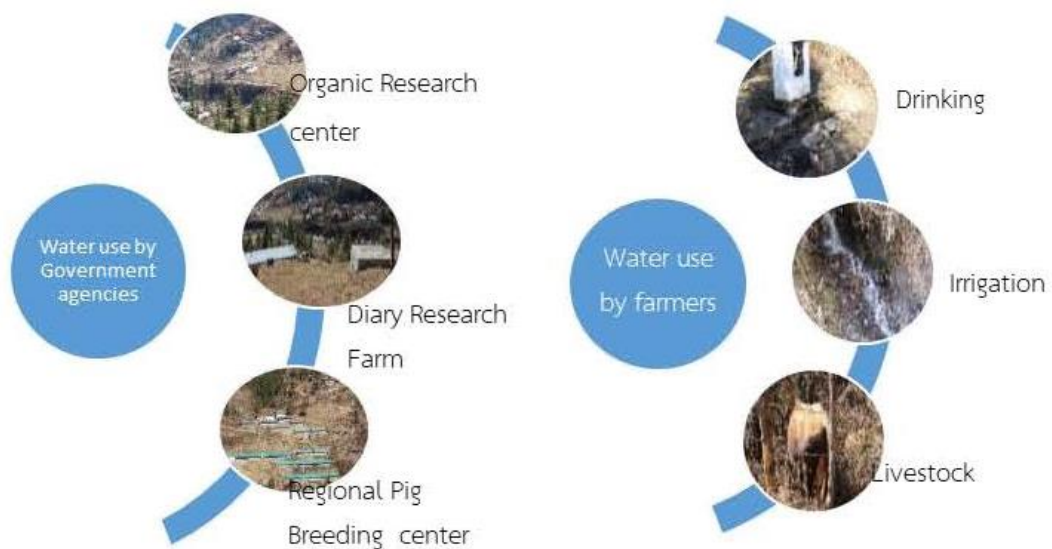 Water use by
Government
agencies
Organic Research
center
Diary Research
Farm
Regional Pig
Breeding center
Water use
by farmers
Drinking
Irrigation
Livestock